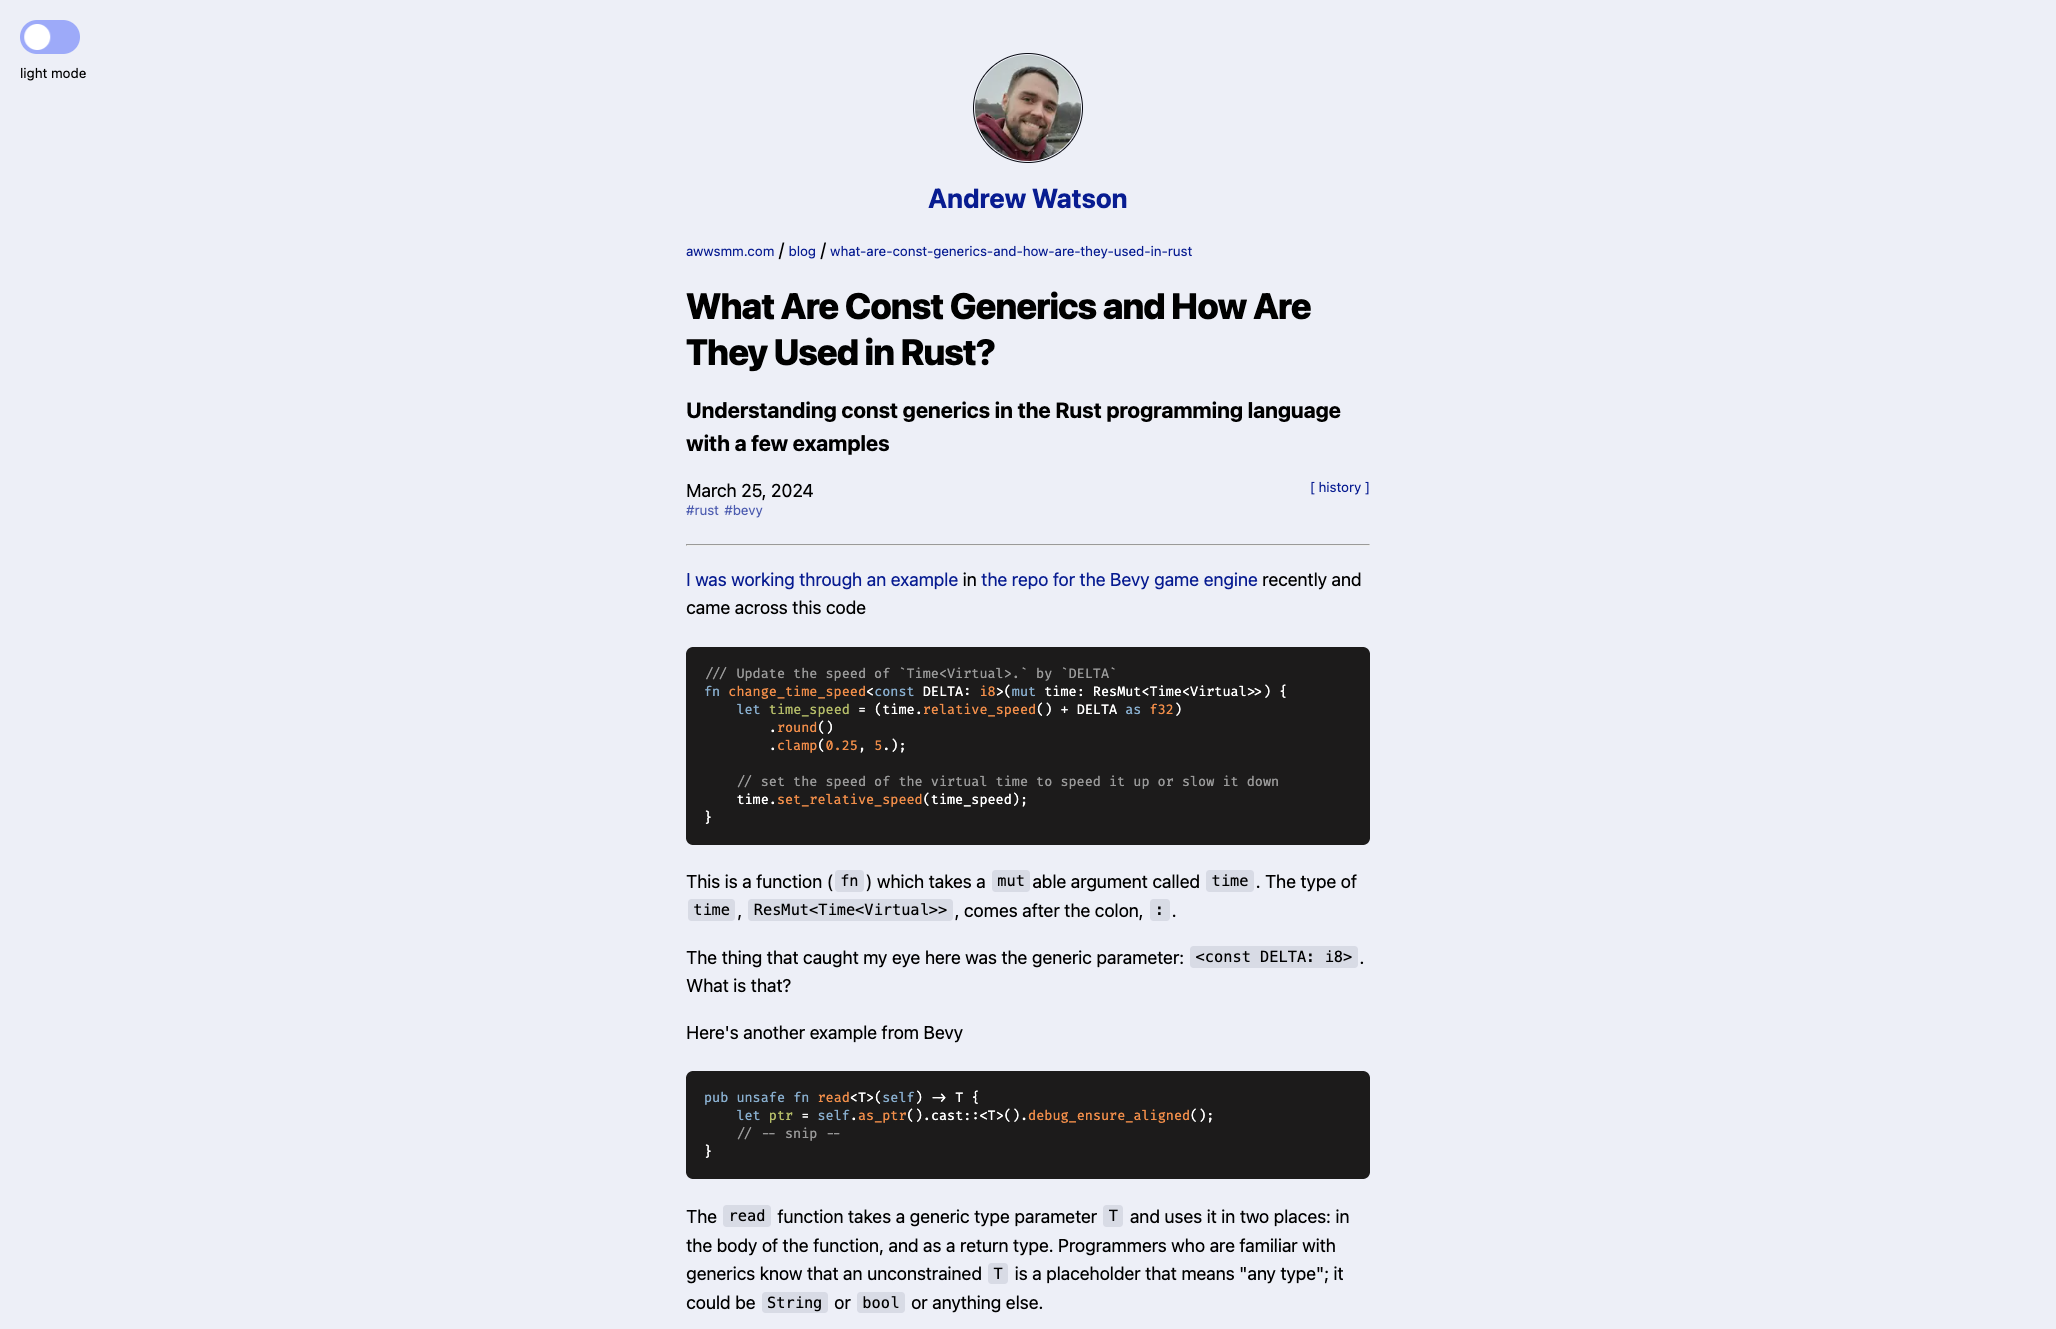 light mode
Andrew Watson
awwsmm.com / blog / what-are-const-generics-and-how-are-they-used-in-rust
What Are Const Generics and How Are
They Used in Rust?
Understanding const generics in the Rust programming language
with a few examples
March 25, 2024
[ history ]
#rust #bevy
I was working through an example in the repo for the Bevy game engine recently and
came across this code
/// Update the speed of `Time<Virtual>.` by `DELTA`
fn change_time_speed<const DELTA: i8>(mut time: ResMut<Time<Virtual>>) {
    let time_speed = (time.relative_speed() + DELTA as f32)
        .round()
        .clamp(0.25, 5.);
    // set the speed of the virtual time to speed it up or slow it down
    time.set_relative_speed(time_speed);
}
This is a function ( fn ) which takes a mut able argument called time . The type of
time , ResMut<Time<Virtual>> , comes after the colon, : .
The thing that caught my eye here was the generic parameter: <const DELTA: i8> .
What is that?
Here's another example from Bevy
pub unsafe fn read<T>(self) -> T {
    let ptr = self.as_ptr().cast::<T>().debug_ensure_aligned();
    // -- snip --
}
The read function takes a generic type parameter T and uses it in two places: in
the body of the function, and as a return type. Programmers who are familiar with
generics know that an unconstrained T is a placeholder that means "any type"; it
could be String or bool or anything else.